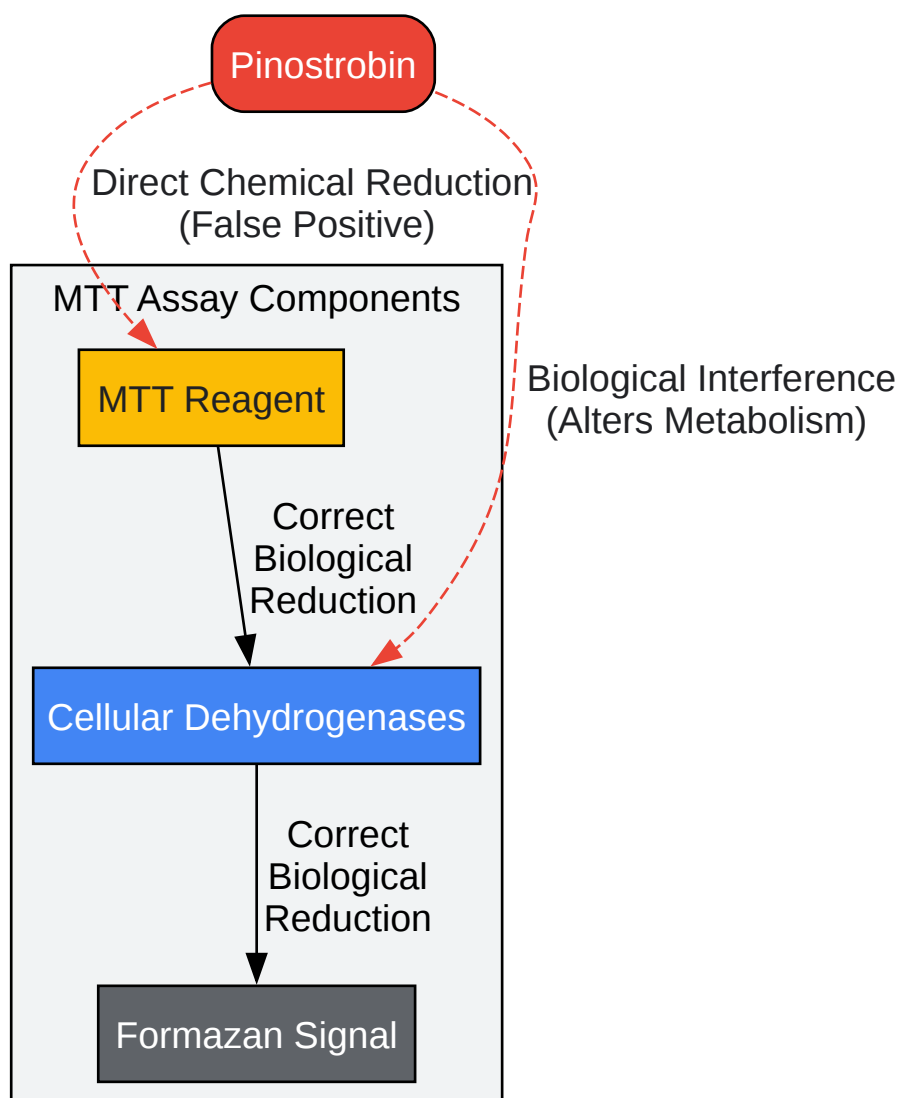 Pinostrobin
Direct Chemical Reduction
(False Positive)
MTT Assay Components
MTT Reagent
Biological Interference
(Alters Metabolism)
Correct
Biological
Reduction
Cellular Dehydrogenases
Correct
Biological
Reduction
Formazan Signal